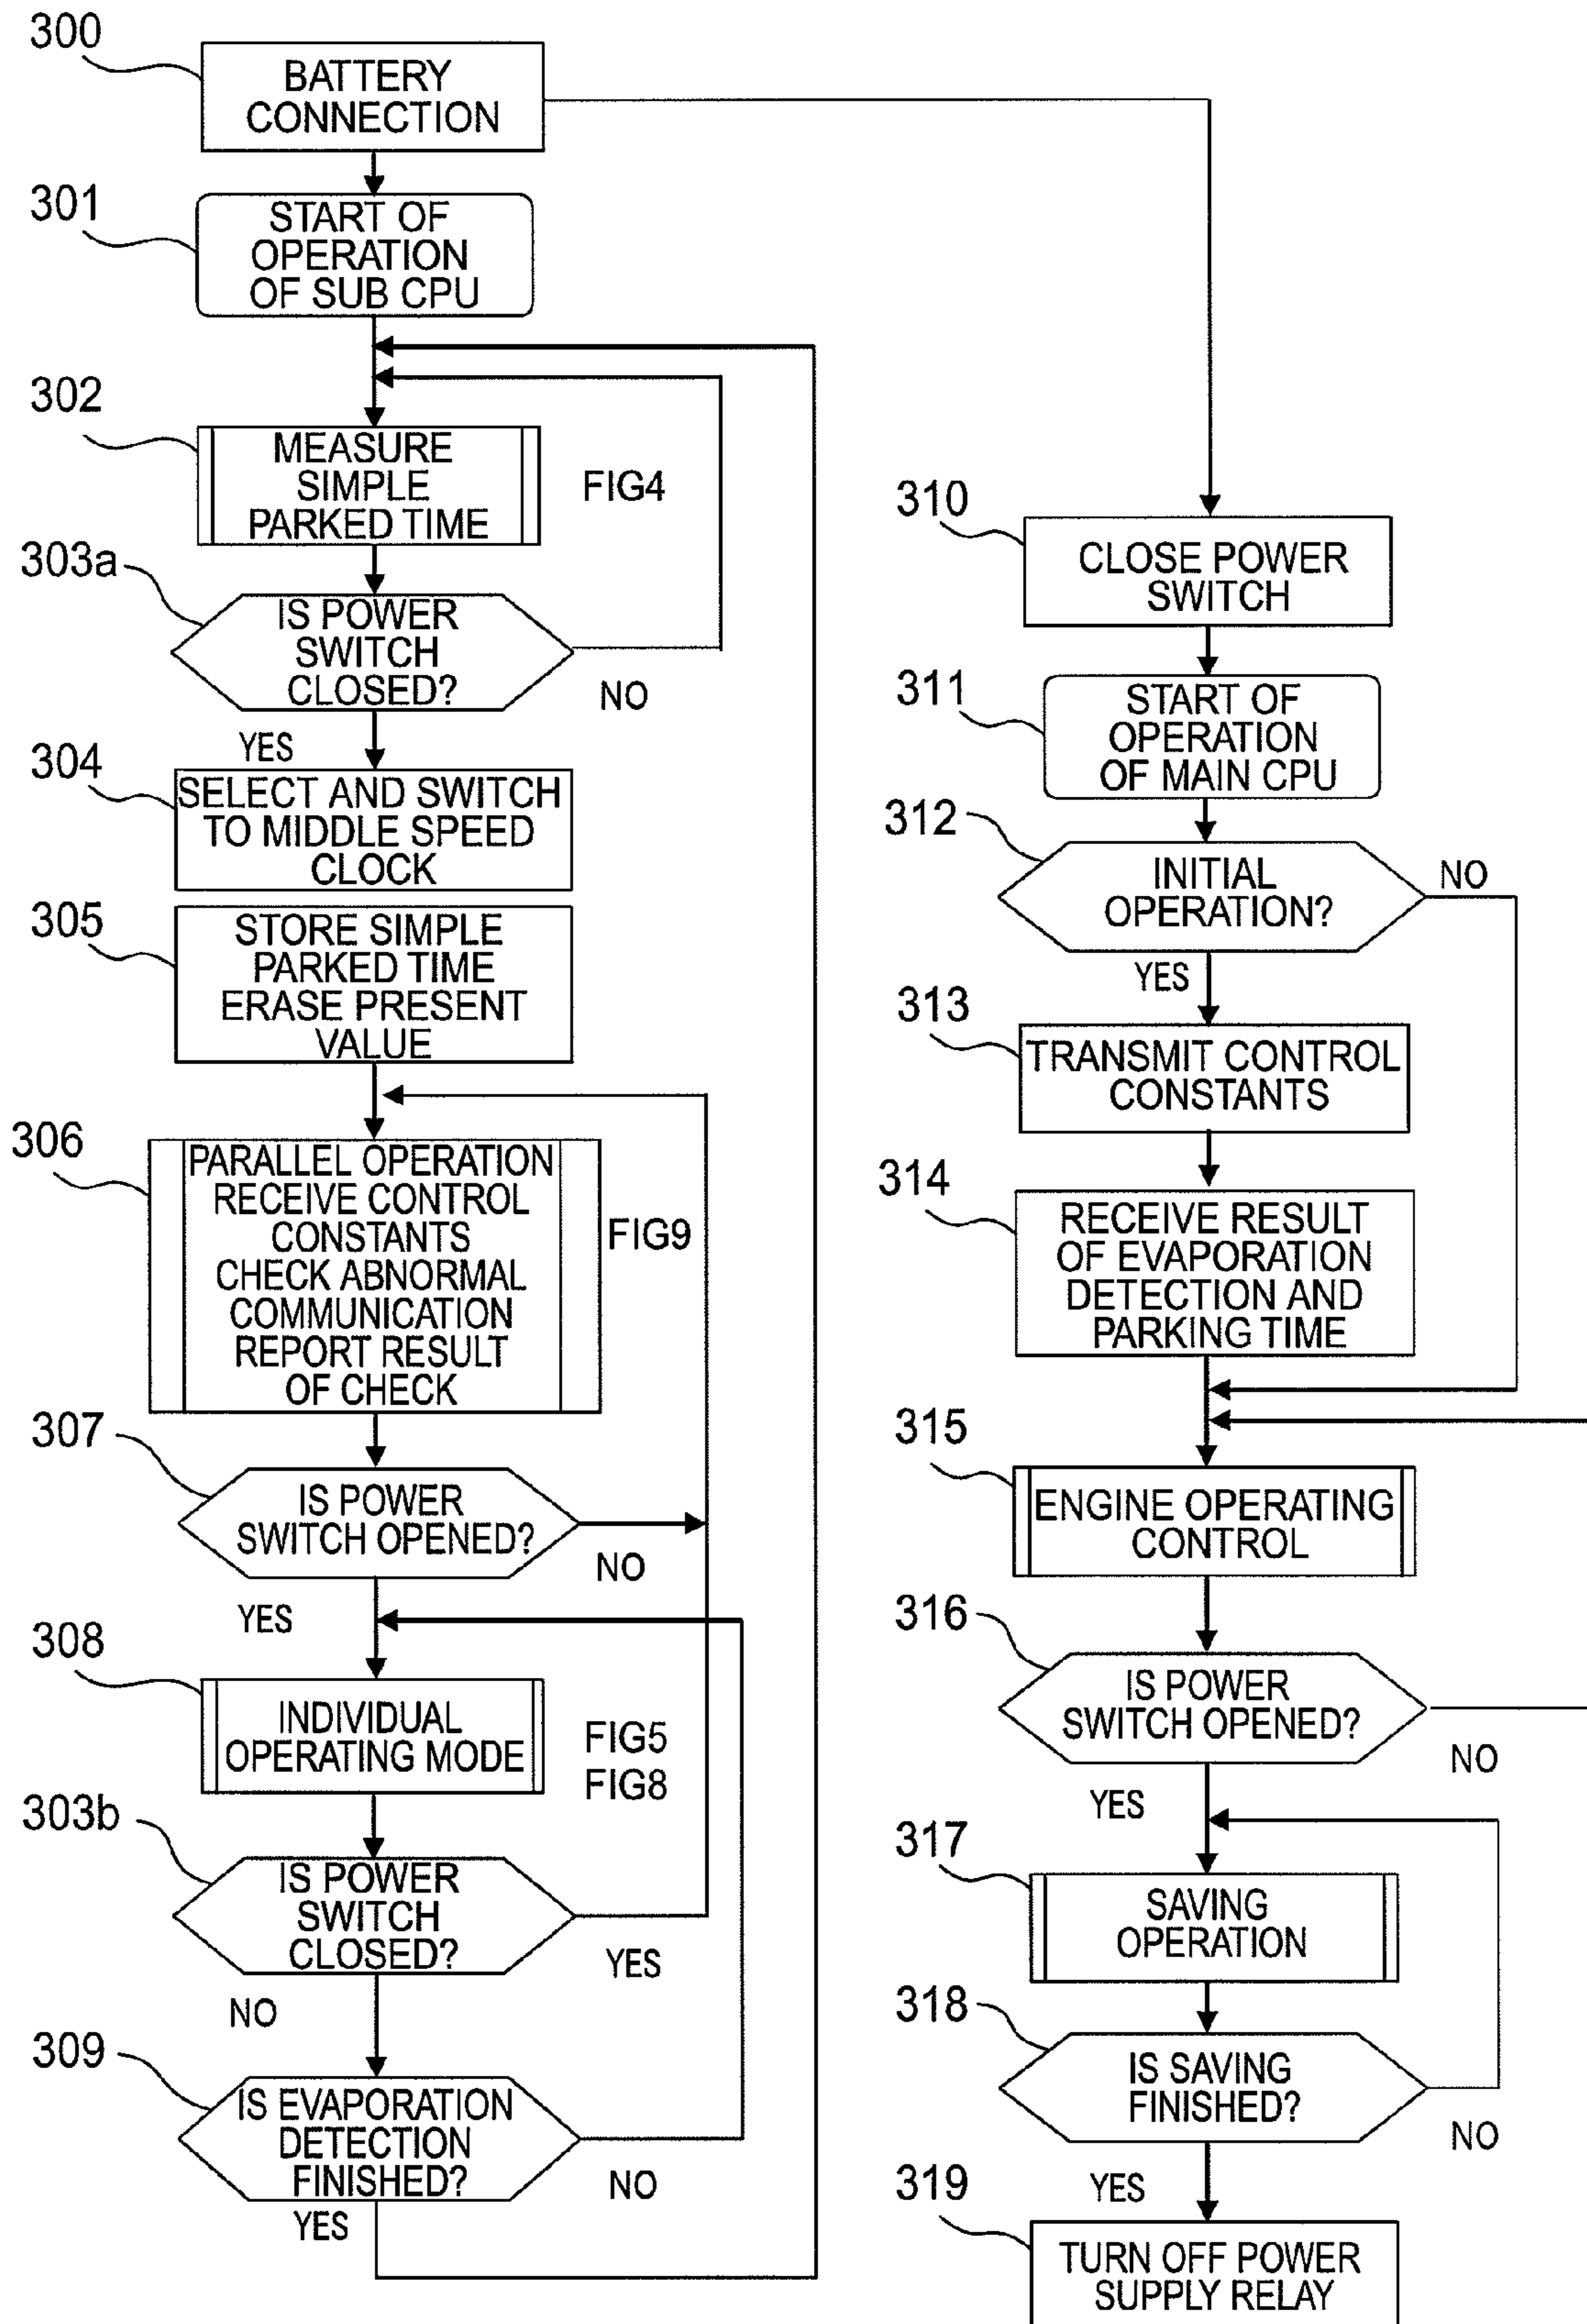 300
BATTERY
CONNECTION
301
START OF
OPERATION
OF SUB CPU
302
MEASURE
SIMPLE
PARKED TIME
FIG4
303a
IS POWER
SWITCH
CLOSED?
NO
YES
304
SELECT AND SWITCH
TO MIDDLE SPEED
CLOCK
305
STORE SIMPLE
PARKED TIME
ERASE PRESENT
VALUE
306
PARALLEL OPERATION
RECEIVE CONTROL
CONSTANTS
CHECK ABNORMAL
COMMUNICATION
REPORT RESULT
OF CHECK
FIG9
307
IS POWER
SWITCH OPENED?
NO
YES
308
INDIVIDUAL
OPERATING MODE
FIG5
FIG8
303b
IS POWER
SWITCH
CLOSED?
YES
NO
309
IS EVAPORATION
DETECTION
FINISHED?
NO
YES
310
CLOSE POWER
SWITCH
311
START OF
OPERATION
OF MAIN CPU
312
INITIAL
OPERATION?
NO
YES
313
TRANSMIT CONTROL
CONSTANTS
314
RECEIVE RESULT
OF EVAPORATION
DETECTION AND
PARKING TIME
315
ENGINE OPERATING
CONTROL
316
IS POWER
SWITCH OPENED?
NO
YES
317
SAVING
OPERATION
318
IS SAVING
FINISHED?
NO
YES
319
TURN OFF POWER
SUPPLY RELAY